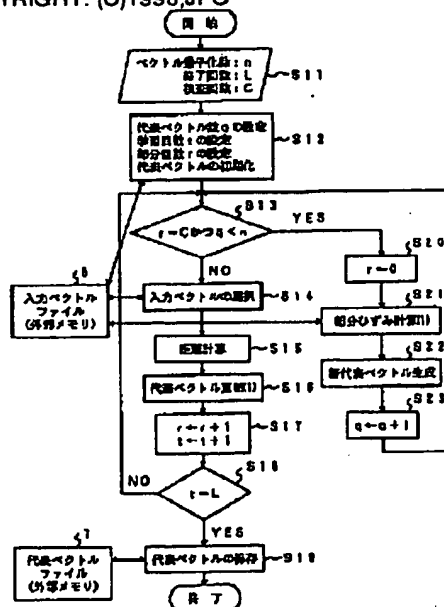 開始
ベクトル量子化数:n
終了回数:L
検査回数:C
S11
代表ベクトル数qの設定
学習回数tの設定
部分回数rの設定
代表ベクトルの初期化
S12
S13
r=Cかつq<n
YES
NO
S20
r←0
6
入力ベクトル
ファイル
(外部メモリ)
入力ベクトルの選択
S14
S21
部分ひずみ計算(1)
距離計算
S15
S22
新代表ベクトル生成
代表ベクトル更新(1)
S16
S23
q←q+1
r←r+1
t←t+1
S17
S18
NO
t=L
YES
7
代表ベクトル
ファイル
(外部メモリ)
代表ベクトルの保存
S19
終了